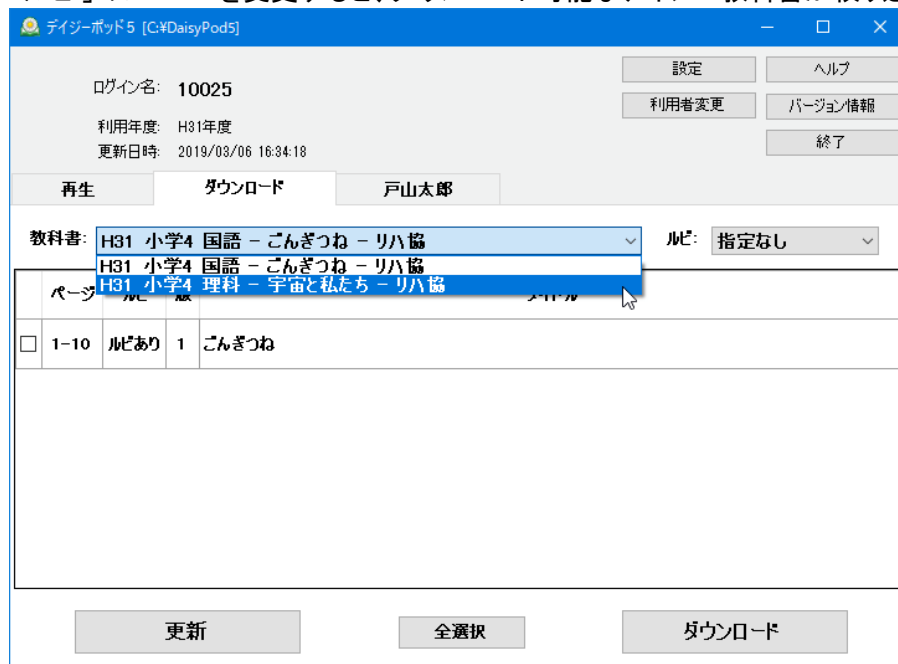 デイジーポッド5 [C:¥DaisyPod5]
設定
ヘルプ
ログイン名: 10025
利用者変更
バージョン情報
利用年度: H31年度
終了
更新日時: 2019/03/06 16:34:18
再生
ダウンロード
戸山太郎
教科書: H31 小学4 国語 － ごんぎつね － リハ協
ルビ: 指定なし
H31 小学4 国語 － ごんぎつね － リハ協
H31 小学4 理科 － 宇宙と私たち － リハ協
ページ
1-10 ルビあり 1 ごんぎつね
更新
全選択
ダウンロード